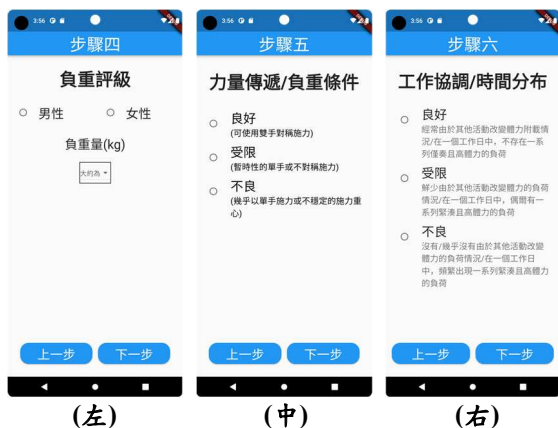 3:56
步驟四
負重評級
男性
女性
負重量(kg)
大約為
上一步
下一步
(左)
3:56
步驟五
力量傳遞/負重條件
良好
(可使用雙手對稱施力)
受限
(暫時性的單手或不對稱施力)
不良
(幾乎以單手施力或不穩定的施力重
心)
上一步
下一步
(中)
3:56
步驟六
工作協調/時間分布
良好
經常由於其他活動改變體力附載情
況/在一個工作日中，不存在一系
列僅奏且高體力的負荷
受限
鮮少由於其他活動改變體力的負荷
情況/在一個工作日中，偶爾有一
系列緊湊且高體力的負荷
不良
沒有/幾乎沒有由於其他活動改變
體力的負荷情況/在一個工作日
中，頻繁出現一系列緊湊且高體力
的負荷
上一步
下一步
(右)